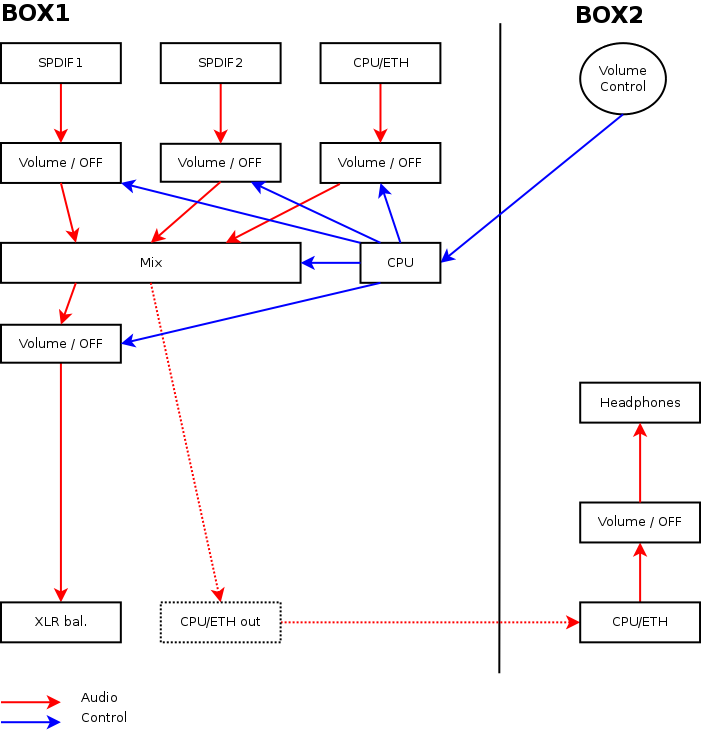 BOX1
BOX2
SPDIF1
SPDIF2
CPU/ETH
Volume
Control
Volume / OFF
Volume / OFF
Volume / OFF
Mix
CPU
Volume / OFF
Headphones
Volume / OFF
XLR bal.
CPU/ETH out
CPU/ETH
Audio
Control